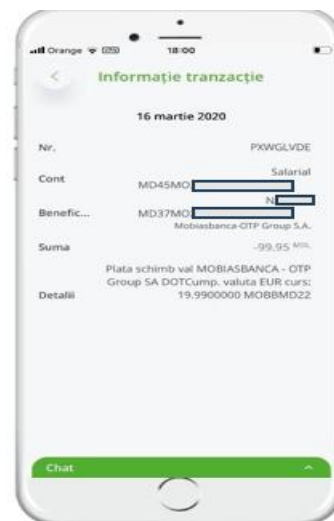 Orange 18:00
Informație tranzacție
16 martie 2020
Nr. PXWGLVDE
Cont Salarial
MD45MO
N
Benefic... MD37MO
Mobiasbanca-OTP Group S.A.
Suma -99.95 MDL
Plata schimb val MOBIASBANCA - OTP
Group SA DOTCump. valuta EUR curs:
Detalii 19.9900000 MOBBMD22
Chat